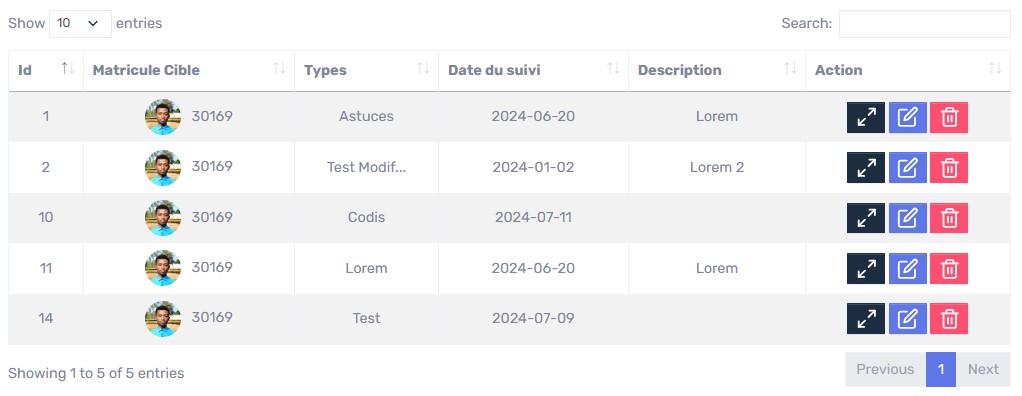 Show 10 entries Search:
Id Matricule Cible Types Date du suivi Description Action
1 30169 Astuces 2024-06-20 Lorem
2 30169 Test Modif... 2024-01-02 Lorem 2
10 30169 Codis 2024-07-11
11 30169 Lorem 2024-06-20 Lorem
14 30169 Test 2024-07-09
Showing 1 to 5 of 5 entries Previous 1 Next